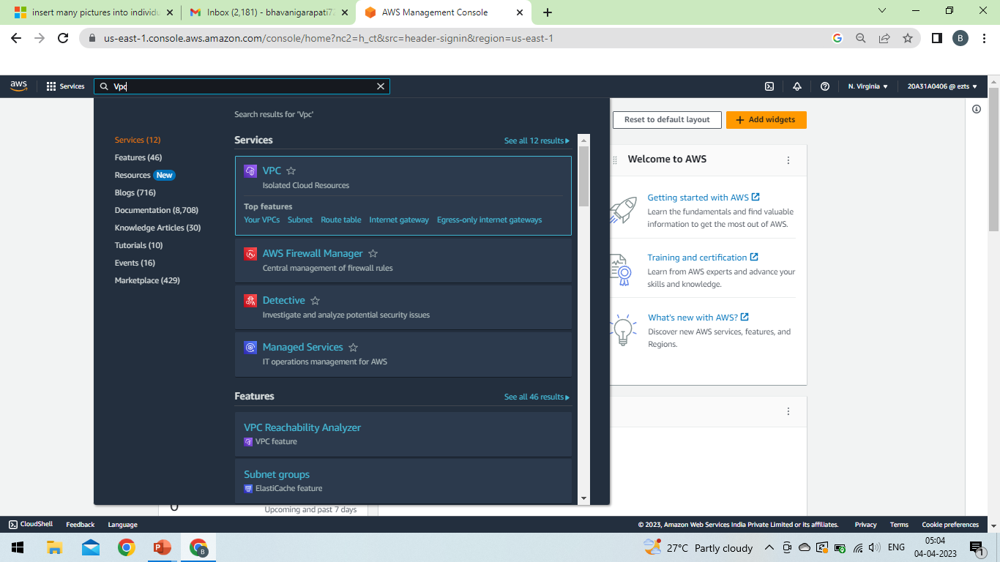 insert many pictures into individu
Inbox (2,181) - bhavanigarapati72
AWS Management Console
us-east-1.console.aws.amazon.com/console/home?nc2=h_ct&src=header-signin&region=us-east-1
B
aws
Services
Vpc
N. Virginia
20A31A0406 @ ezts
Search results for 'Vpc'
Services (12)
Features (46)
Resources New
Blogs (716)
Documentation (8,708)
Knowledge Articles (30)
Tutorials (10)
Events (16)
Marketplace (429)
Services
See all 12 results
VPC
Isolated Cloud Resources
Top features
Your VPCs Subnet Route table Internet gateway Egress-only internet gateways
AWS Firewall Manager
Central management of firewall rules
Detective
Investigate and analyze potential security issues
Managed Services
IT operations management for AWS
Features
See all 46 results
VPC Reachability Analyzer
VPC feature
Subnet groups
ElastiCache feature
Reset to default layout
Add widgets
Welcome to AWS
Getting started with AWS
Learn the fundamentals and find valuable
information to get the most out of AWS.
Training and certification
Learn from AWS experts and advance your
skills and knowledge.
What's new with AWS?
Discover new AWS services, features, and
Regions.
0
Upcoming and past 7 days
CloudShell
Feedback
Language
© 2023, Amazon Web Services India Private Limited or its affiliates.
Privacy
Terms
Cookie preferences
P
B
27°C Partly cloudy
ENG
05:04
04-04-2023
1